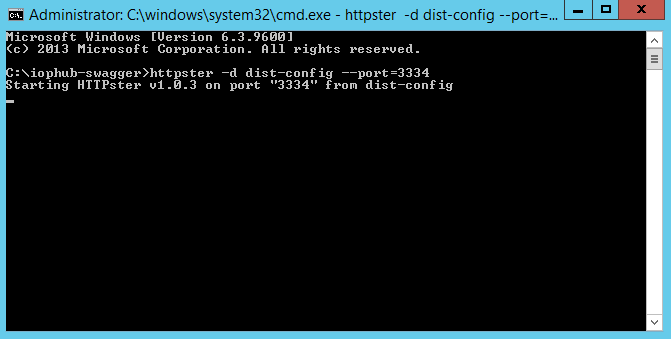 Administrator: C:\windows\system32\cmd.exe - httpster  -d dist-config --port=...
Microsoft Windows [Version 6.3.9600]
(c) 2013 Microsoft Corporation. All rights reserved.
C:\iophub-swagger>httpster -d dist-config --port=3334
Starting HTTPster v1.0.3 on port "3334" from dist-config